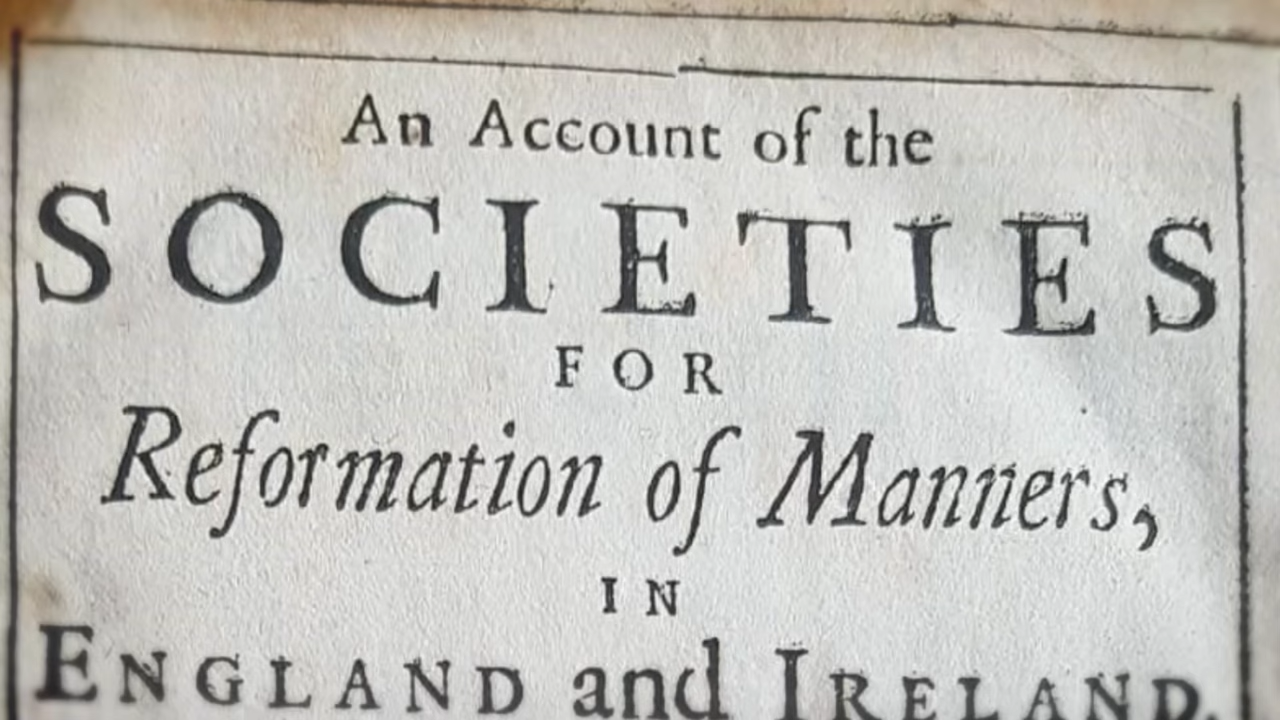 An Account of the
SOCIETIES
FOR
Reformation of Manners,
IN
ENGLAND and IRELAND.